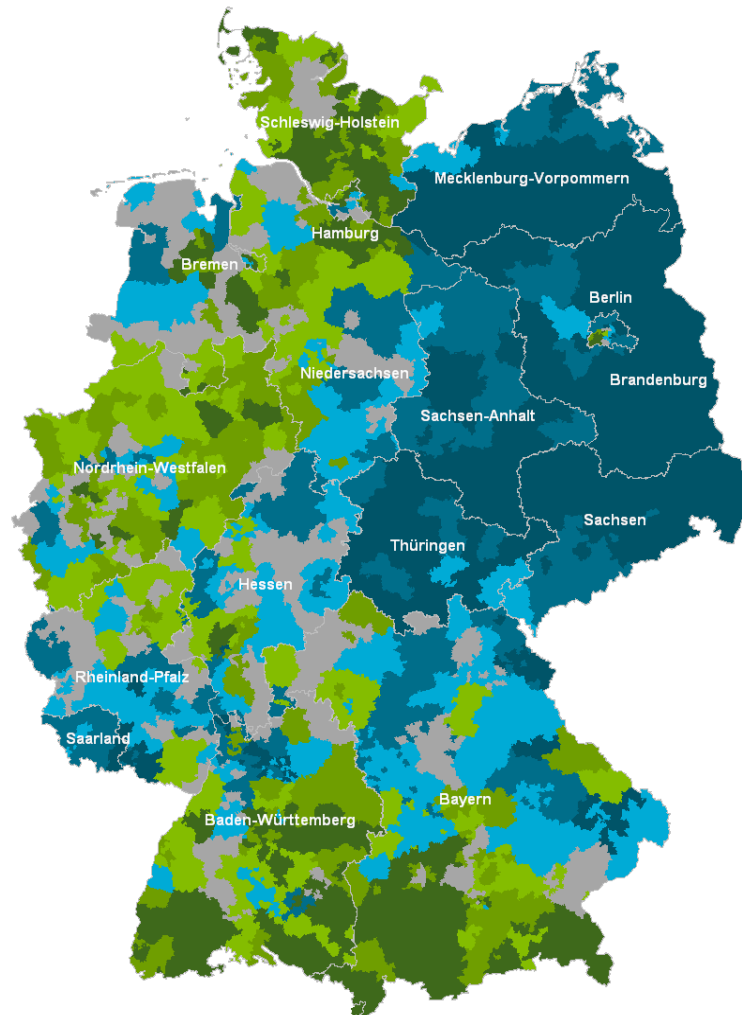 Schleswig-Holstein
Mecklenburg-Vorpommern
Hamburg
Bremen
Berlin
Niedersachsen
Brandenburg
Sachsen-Anhalt
Nordrhein-Westfalen
Sachsen
Thüringen
Hessen
Rheinland-Pfalz
Saarland
Bayern
Baden-Württemberg